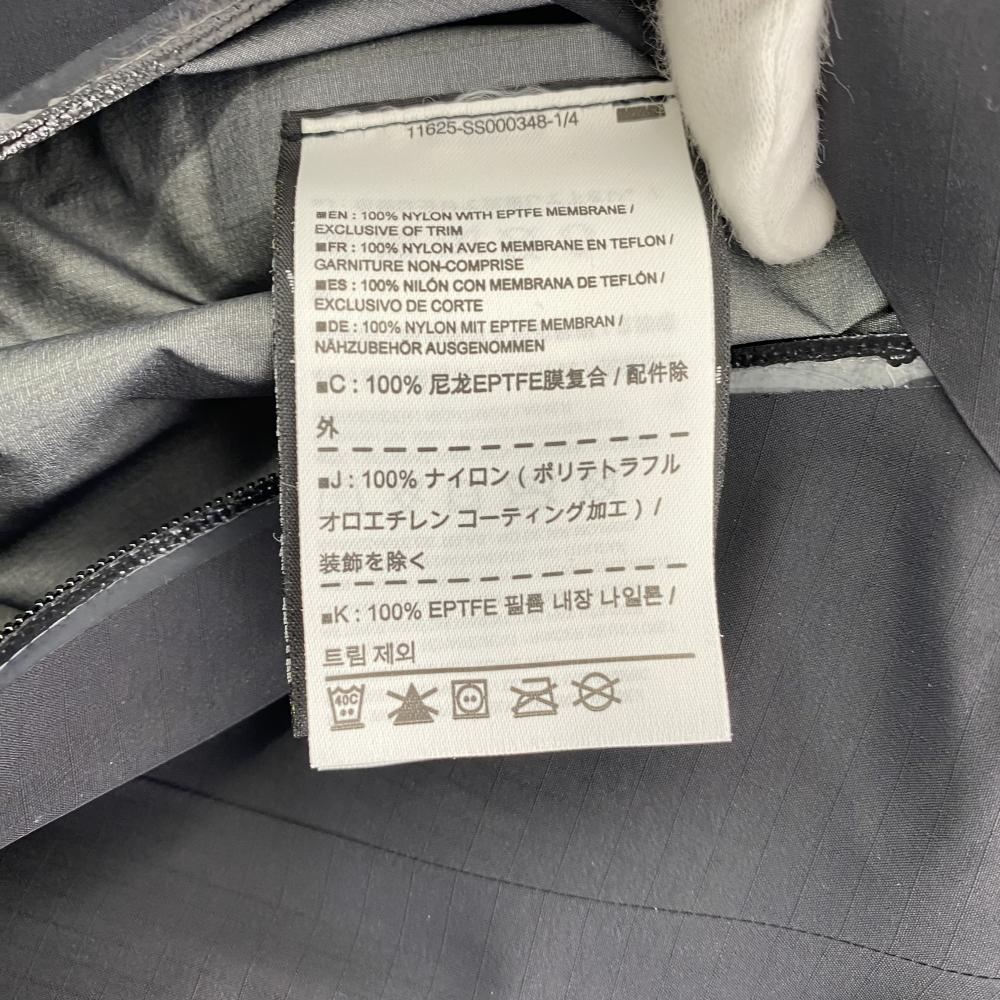 11625-SS000348-1/4
■EN : 100% NYLON WITH EPTFE MEMBRANE /
EXCLUSIVE OF TRIM
■FR : 100% NYLON AVEC MEMBRANE EN TEFLON /
GARNITURE NON-COMPRISE
■ES : 100% NILÓN CON MEMBRANA DE TEFLÓN /
EXCLUSIVO DE CORTE
■DE : 100% NYLON MIT EPTFE MEMBRAN /
NÄHZUBEHÖR AUSGENOMMEN
■C : 100% 尼龙EPTFE膜复合 / 配件除
外
■J : 100% ナイロン ( ポリテトラフル
オロエチレン コーティング加工 ) /
装飾を除く
■K : 100% EPTFE 필름 내장 나일론 /
트림 제외
40C